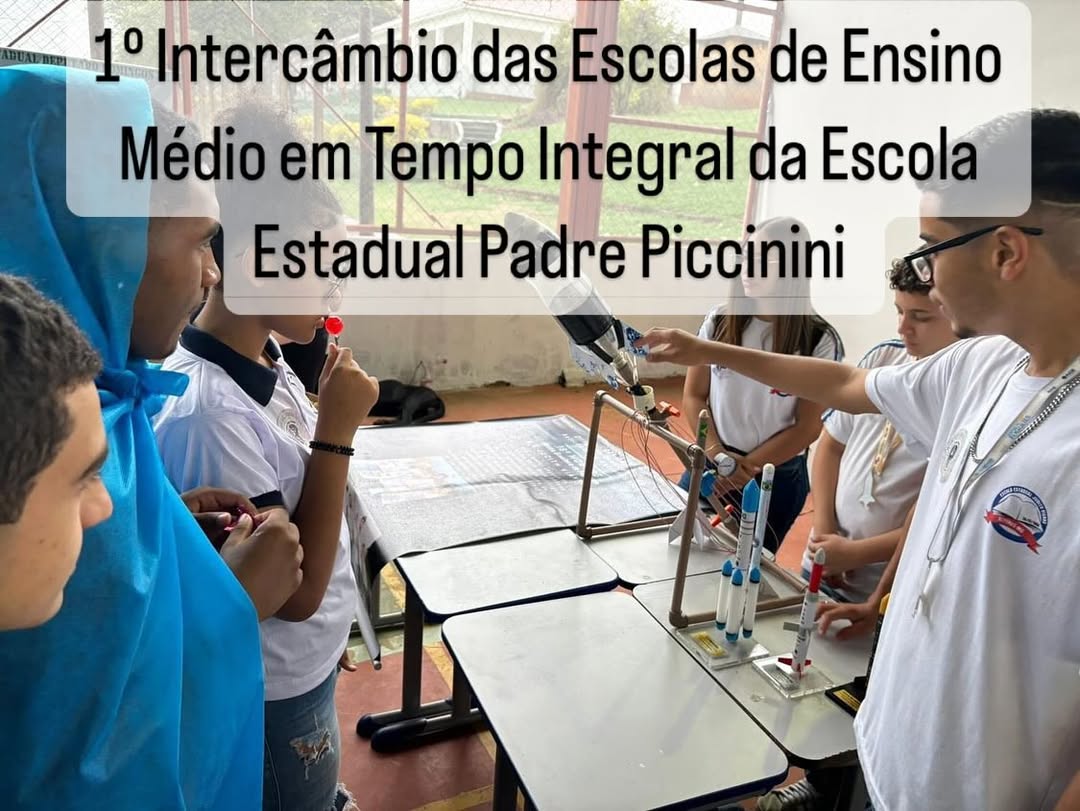 1º Intercâmbio das Escolas de Ensino
Médio em Tempo Integral da Escola
Estadual Padre Piccinini